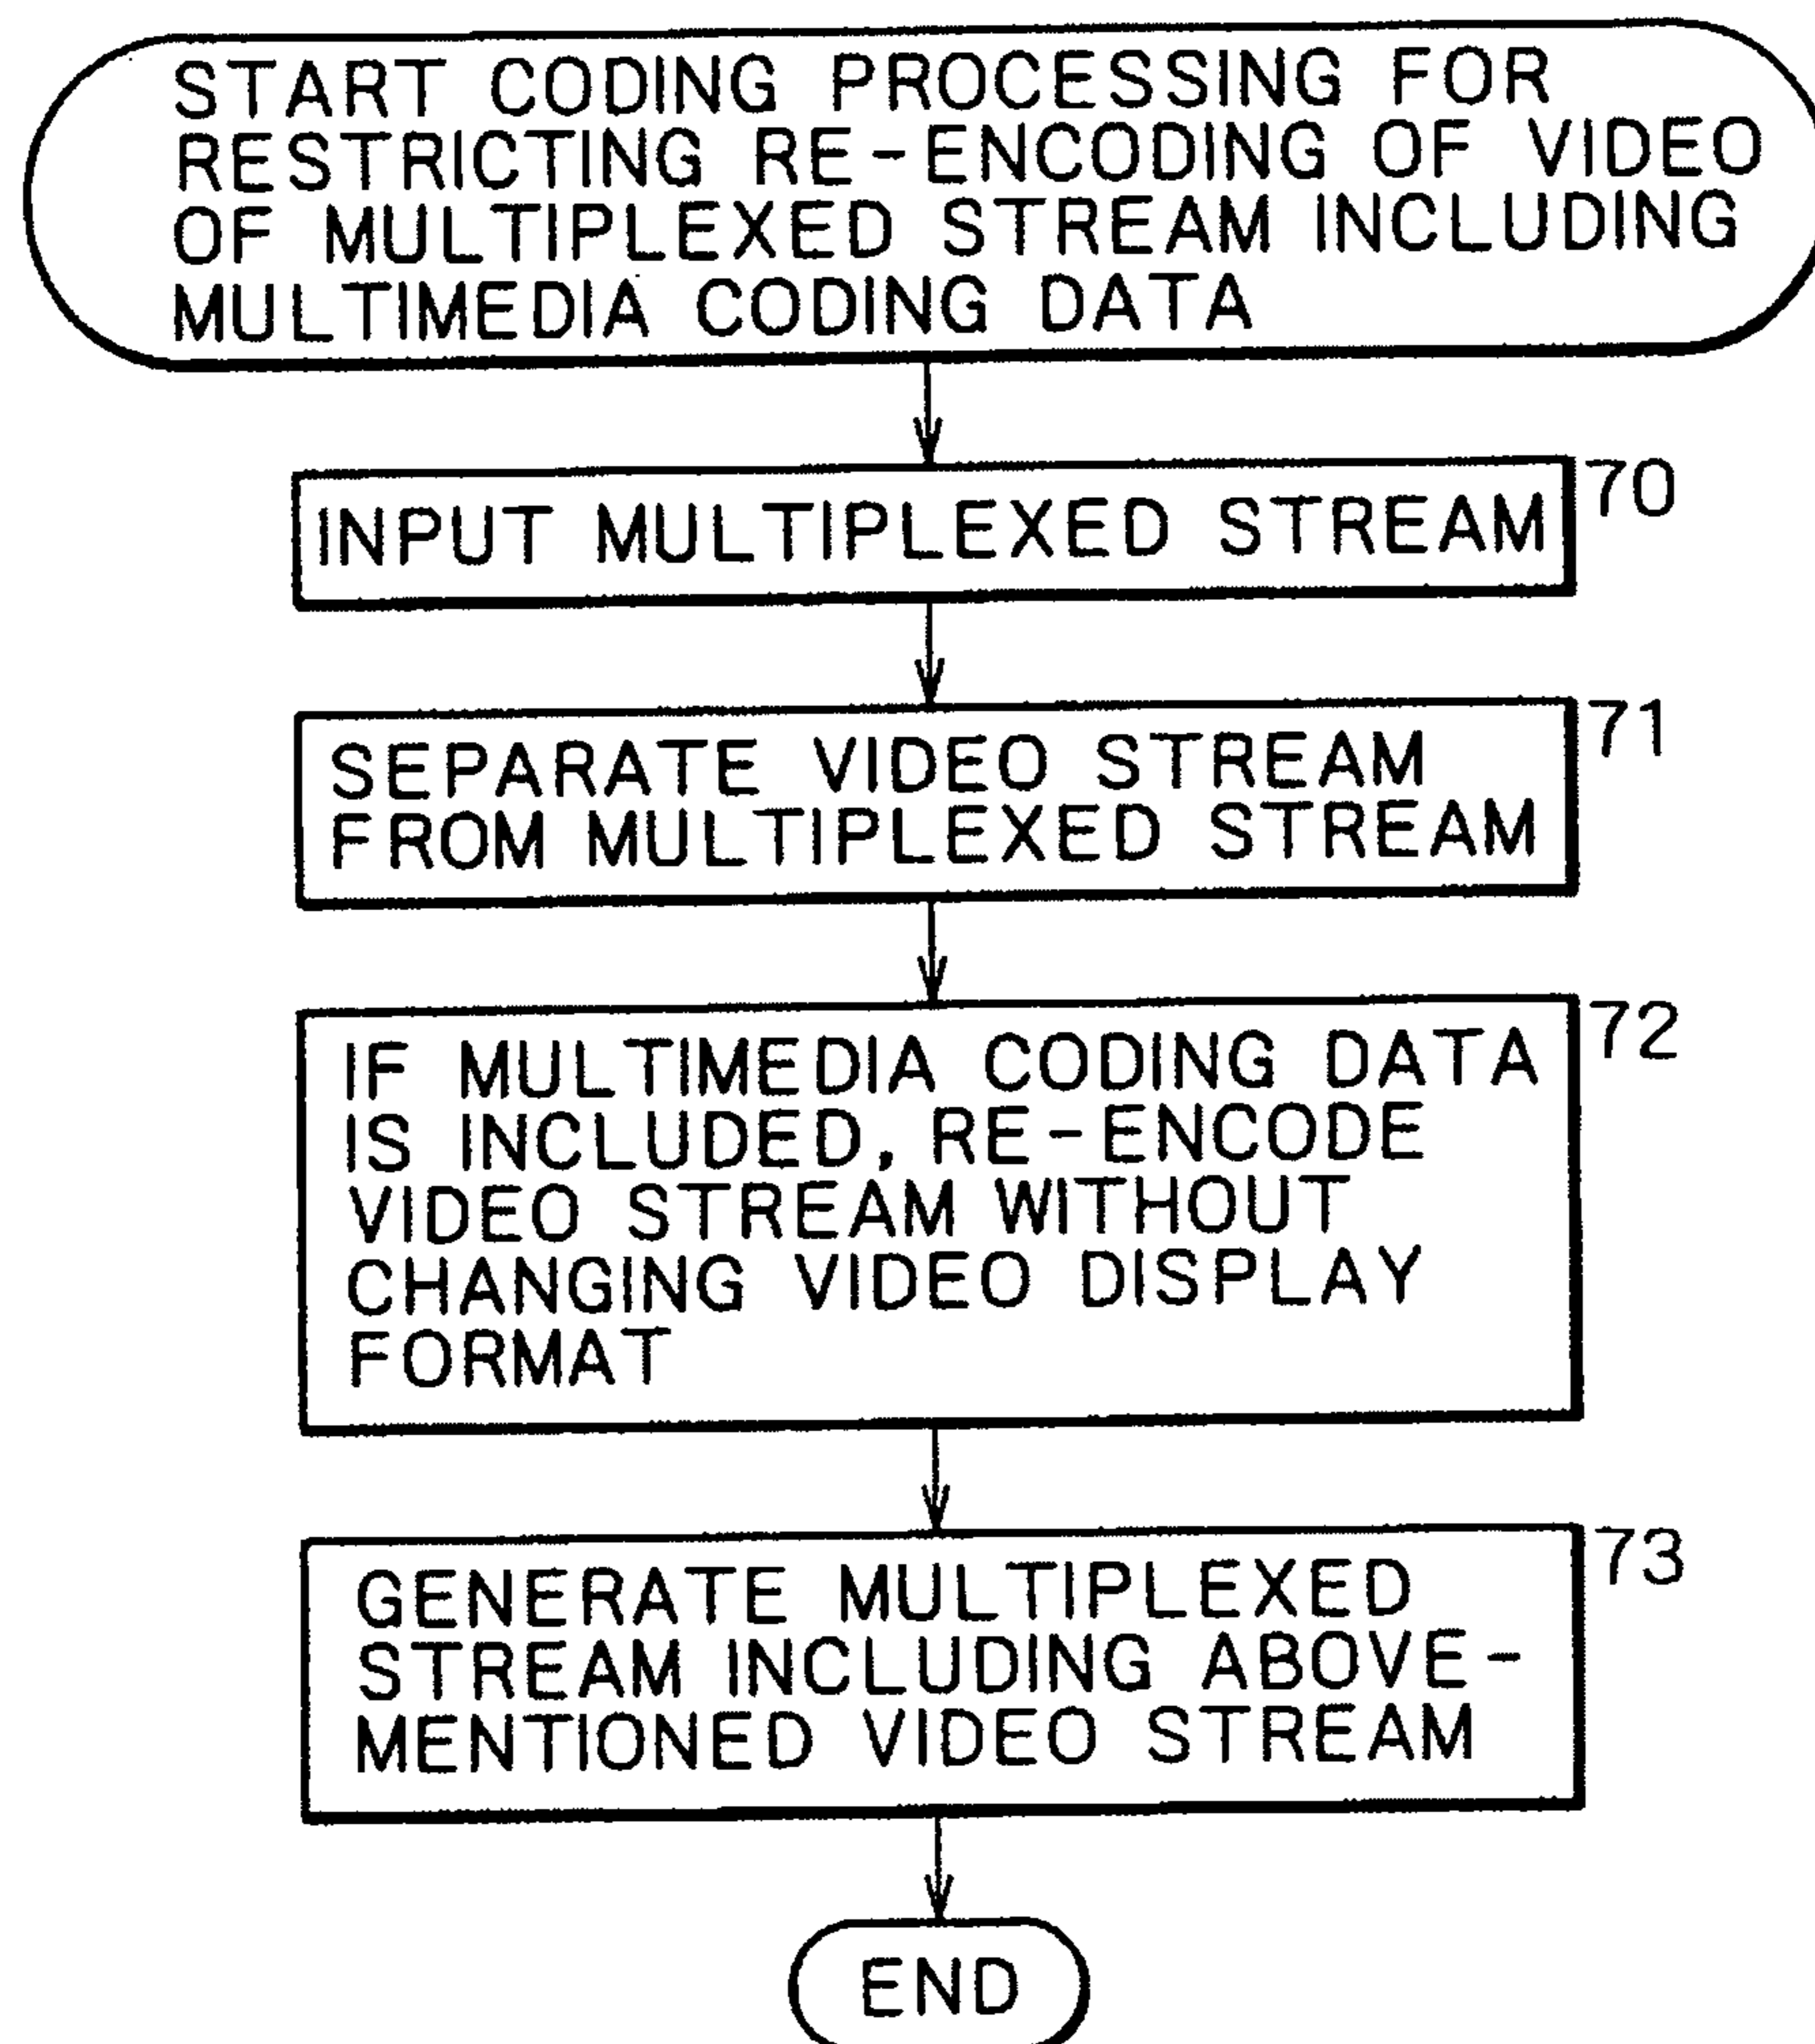 START CODING PROCESSING FOR
RESTRICTING RE-ENCODING OF VIDEO
OF MULTIPLEXED STREAM INCLUDING
MULTIMEDIA CODING DATA
70
INPUT MULTIPLEXED STREAM
71
SEPARATE VIDEO STREAM
FROM MULTIPLEXED STREAM
72
IF MULTIMEDIA CODING DATA
IS INCLUDED, RE-ENCODE
VIDEO STREAM WITHOUT
CHANGING VIDEO DISPLAY
FORMAT
73
GENERATE MULTIPLEXED
STREAM INCLUDING ABOVE-
MENTIONED VIDEO STREAM
END